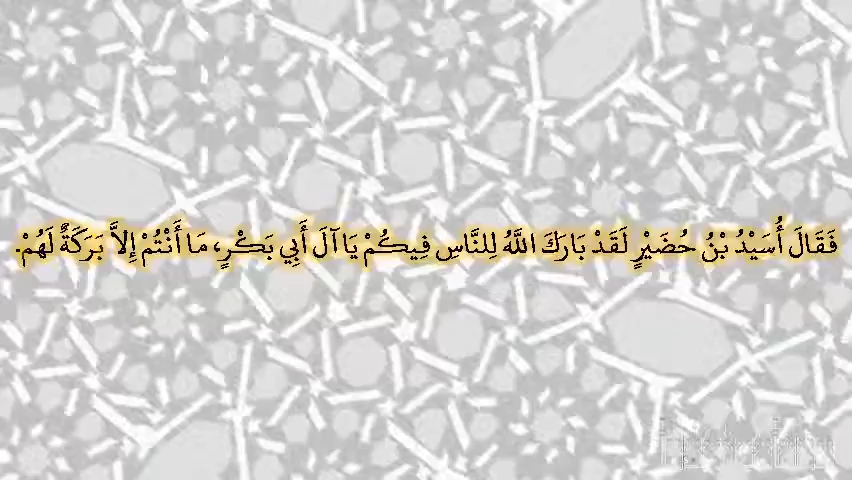 فَقَالَ أُسَيْدُ بْنُ حُضَيْرٍ لَقَدْ بَارَكَ اللَّهُ لِلنَّاسِ فِيكُمْ يَا آلَ أَبِي بَكْرٍ، مَا أَنْتُمْ إِلاَّ بَرَكَةٌ لَهُمْ.